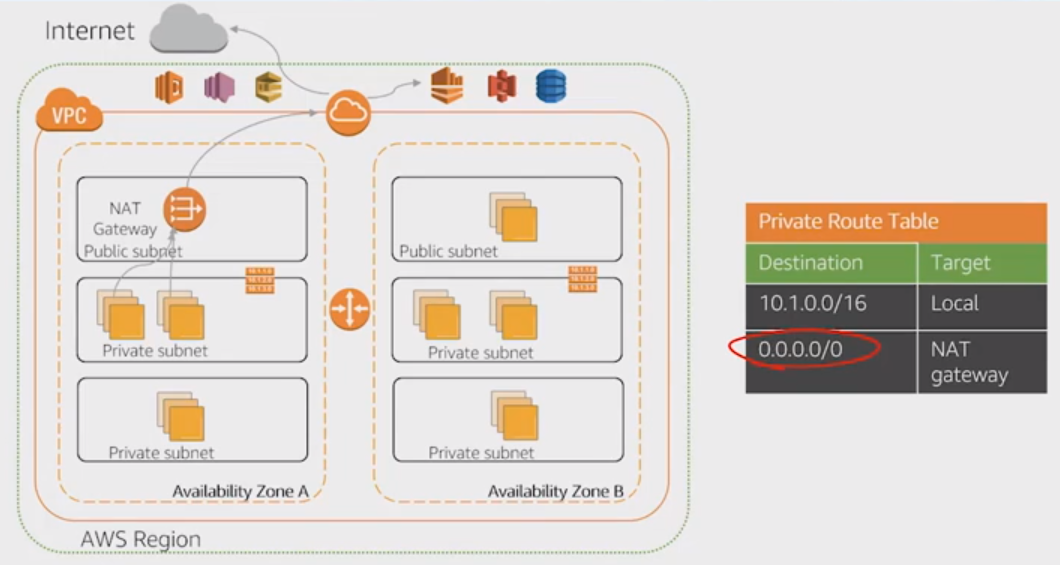 Internet
VPC
NAT
Gateway
Public subnet
Private subnet
Private subnet
Availability Zone A
Public subnet
Private subnet
Private subnet
Availability Zone B
AWS Region
Private Route Table
Destination Target
10.1.0.0/16 Local
0.0.0.0/0 NAT
gateway